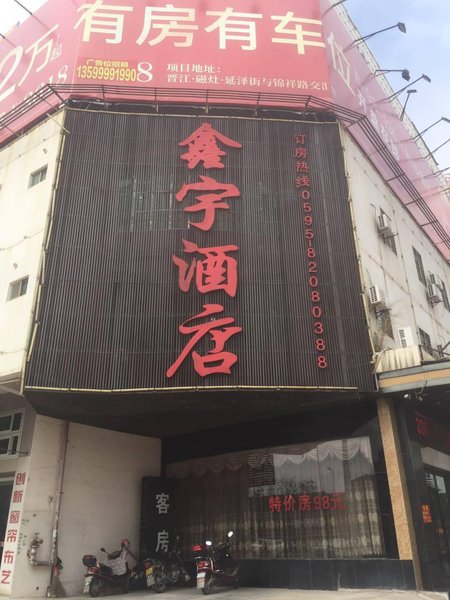 有房有车
2万
广告位招租
13599991990 8
项目地址:
晋江·磁灶·延泽街与锦祥路交汇
鑫宇酒店
订房热线0595-82080388
特价房98元
客房
创新窗帘布艺